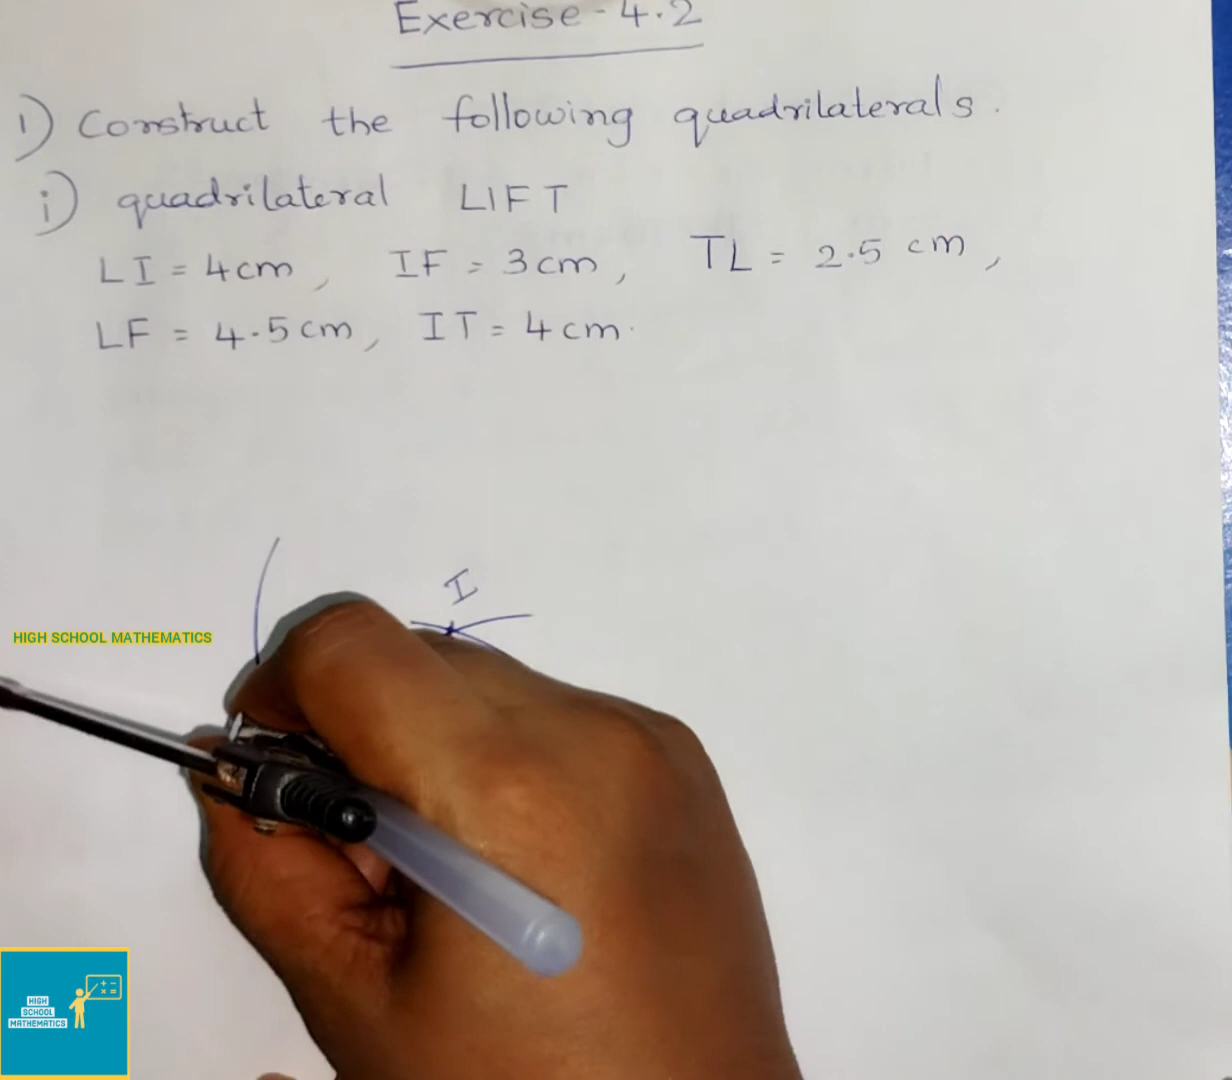 Exercise - 4.2
1) Construct the following quadrilaterals.
i) quadrilateral LIFT
LI = 4cm, IF = 3cm, TL = 2.5 cm,
LF = 4.5cm, IT = 4cm.
I
HIGH SCHOOL MATHEMATICS
HIGH
SCHOOL
MATHEMATICS